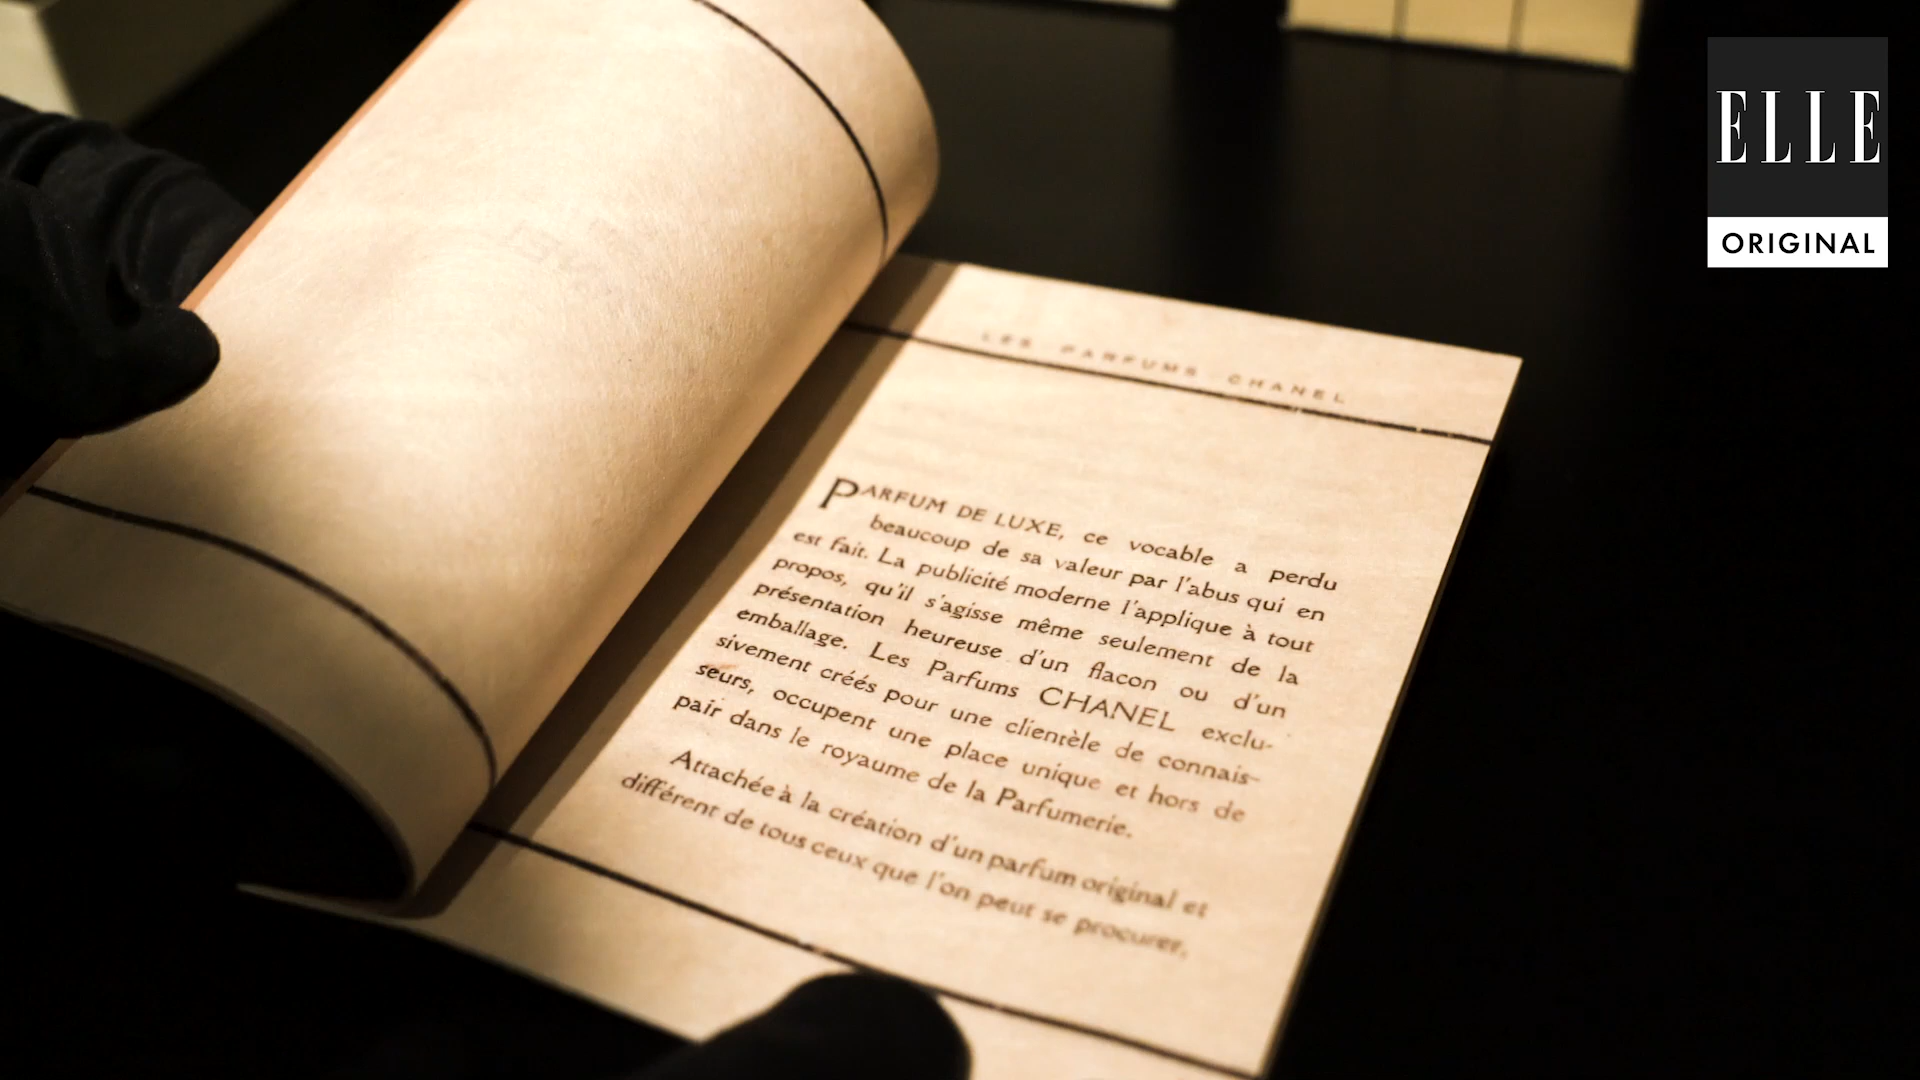 ELLE
ORIGINAL
LES PARFUMS CHANEL
PARFUM DE LUXE, ce vocable a perdu
beaucoup de sa valeur par l'abus qui en
est fait. La publicité moderne l'applique à tout
propos, qu'il s'agisse même seulement de la
présentation heureuse d'un flacon ou d'un
emballage. Les Parfums CHANEL exclu-
sivement créés pour une clientèle de connais-
seurs, occupent une place unique et hors de
pair dans le royaume de la Parfumerie.
Attachée à la création d'un parfum original et
différent de tous ceux que l'on peut se procurer,